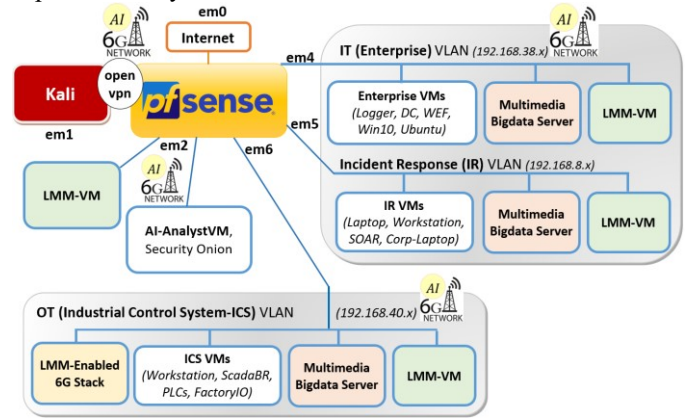 AI
6G
NETWORK
em0
Internet
open
vpn
Kali
em1
pfsense
em4
em5
em2
em6
LMM-VM
AI
6G
NETWORK
AI-AnalystVM,
Security Onion
AI
6G
NETWORK
IT (Enterprise) VLAN (192.168.38.x)
Enterprise VMs
(Logger, DC, WEF,
Win10, Ubuntu)
Multimedia
Bigdata Server
LMM-VM
Incident Response (IR) VLAN (192.168.8.x)
IR VMs
(Laptop, Workstation,
SOAR, Corp-Laptop)
Multimedia
Bigdata Server
LMM-VM
AI
6G
NETWORK
OT (Industrial Control System-ICS) VLAN (192.168.40.x)
LMM-Enabled
6G Stack
ICS VMs
(Workstation, ScadaBR,
PLCs, FactoryIO)
Multimedia
Bigdata Server
LMM-VM